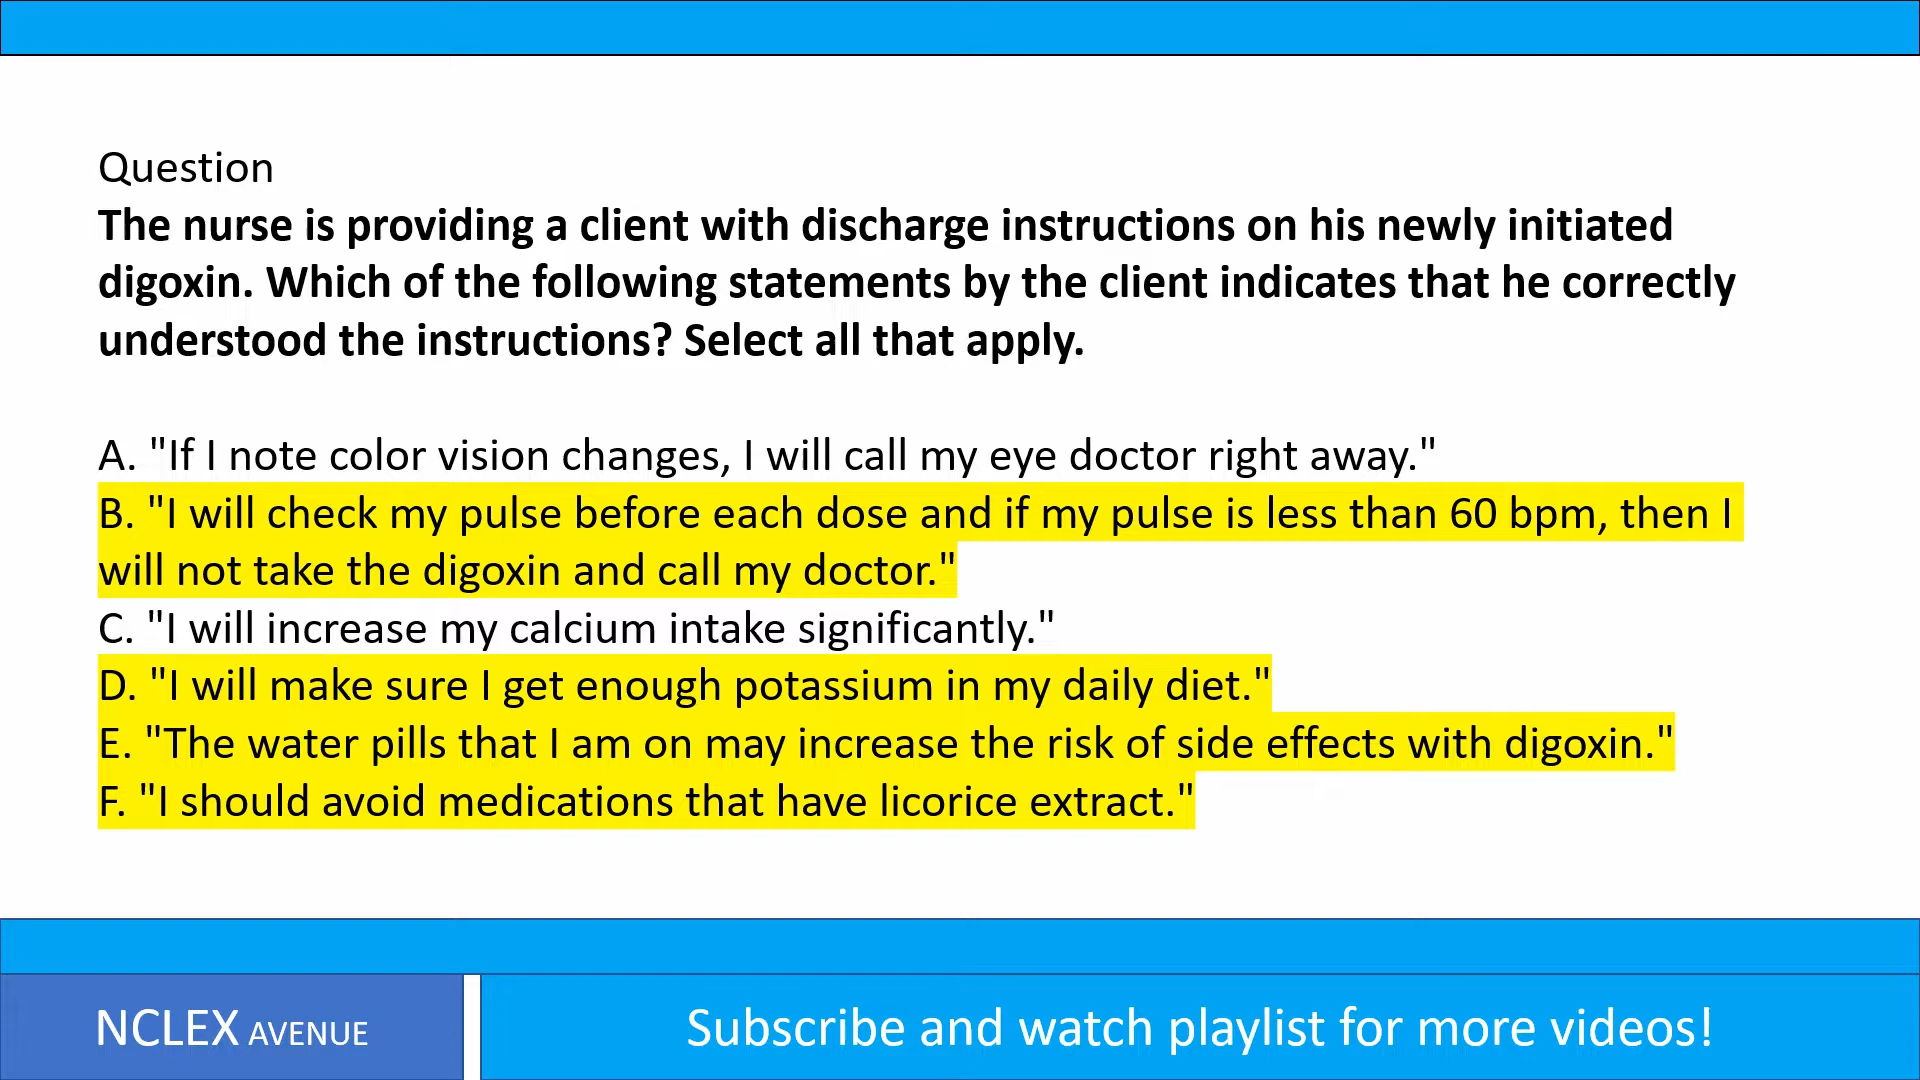 Question
The nurse is providing a client with discharge instructions on his newly initiated
digoxin. Which of the following statements by the client indicates that he correctly
understood the instructions? Select all that apply.
A. "If I note color vision changes, I will call my eye doctor right away."
B. "I will check my pulse before each dose and if my pulse is less than 60 bpm, then I
will not take the digoxin and call my doctor."
C. "I will increase my calcium intake significantly."
D. "I will make sure I get enough potassium in my daily diet."
E. "The water pills that I am on may increase the risk of side effects with digoxin."
F. "I should avoid medications that have licorice extract."
NCLEX AVENUE
Subscribe and watch playlist for more videos!